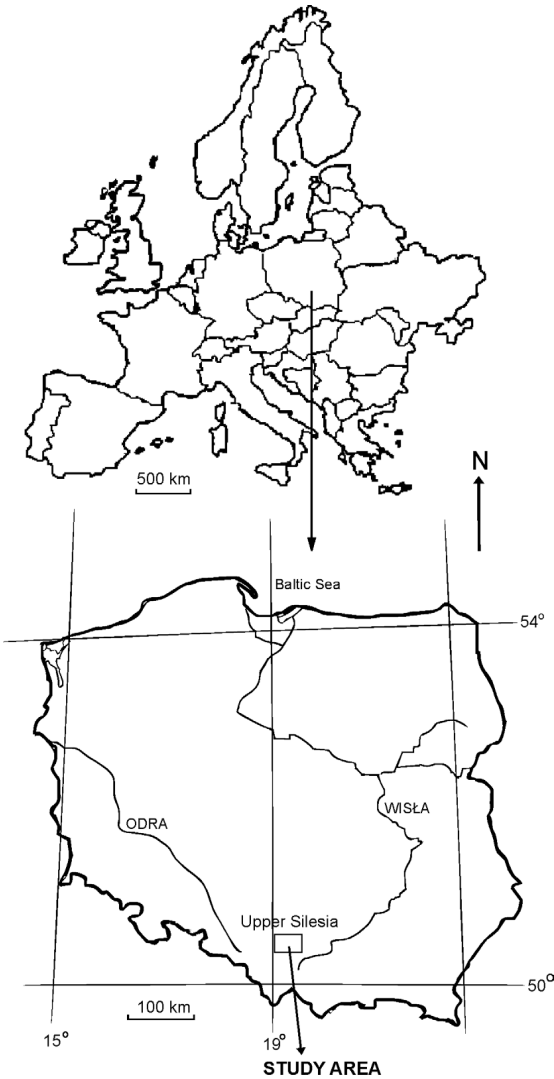 500 km
N
Baltic Sea
54°
ODRA
WISŁA
Upper Silesia
50°
100 km
15°
19°
STUDY AREA